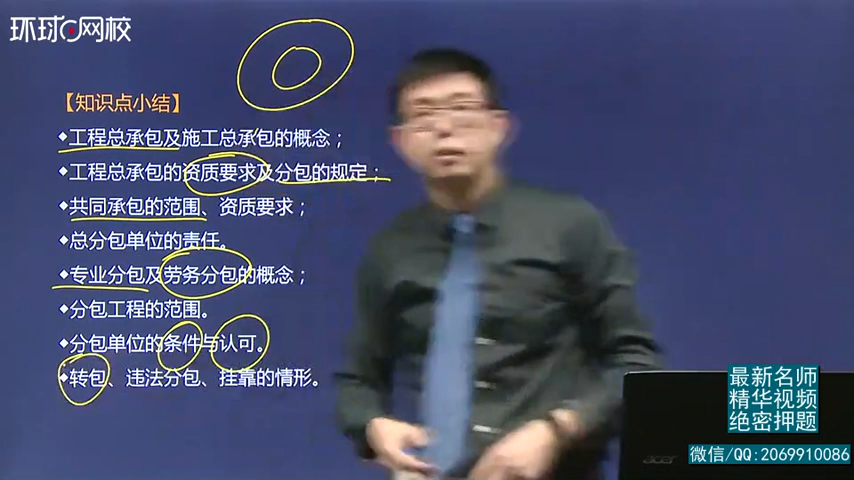 环球网校
【知识点小结】
◆工程总承包及施工总承包的概念；
◆工程总承包的资质要求及分包的规定；
◆共同承包的范围、资质要求；
◆总分包单位的责任。
◆专业分包及劳务分包的概念；
◆分包工程的范围。
◆分包单位的条件与认可。
◆转包、违法分包、挂靠的情形。
最新名师
精华视频
绝密押题
微信/QQ:2069910086
acer